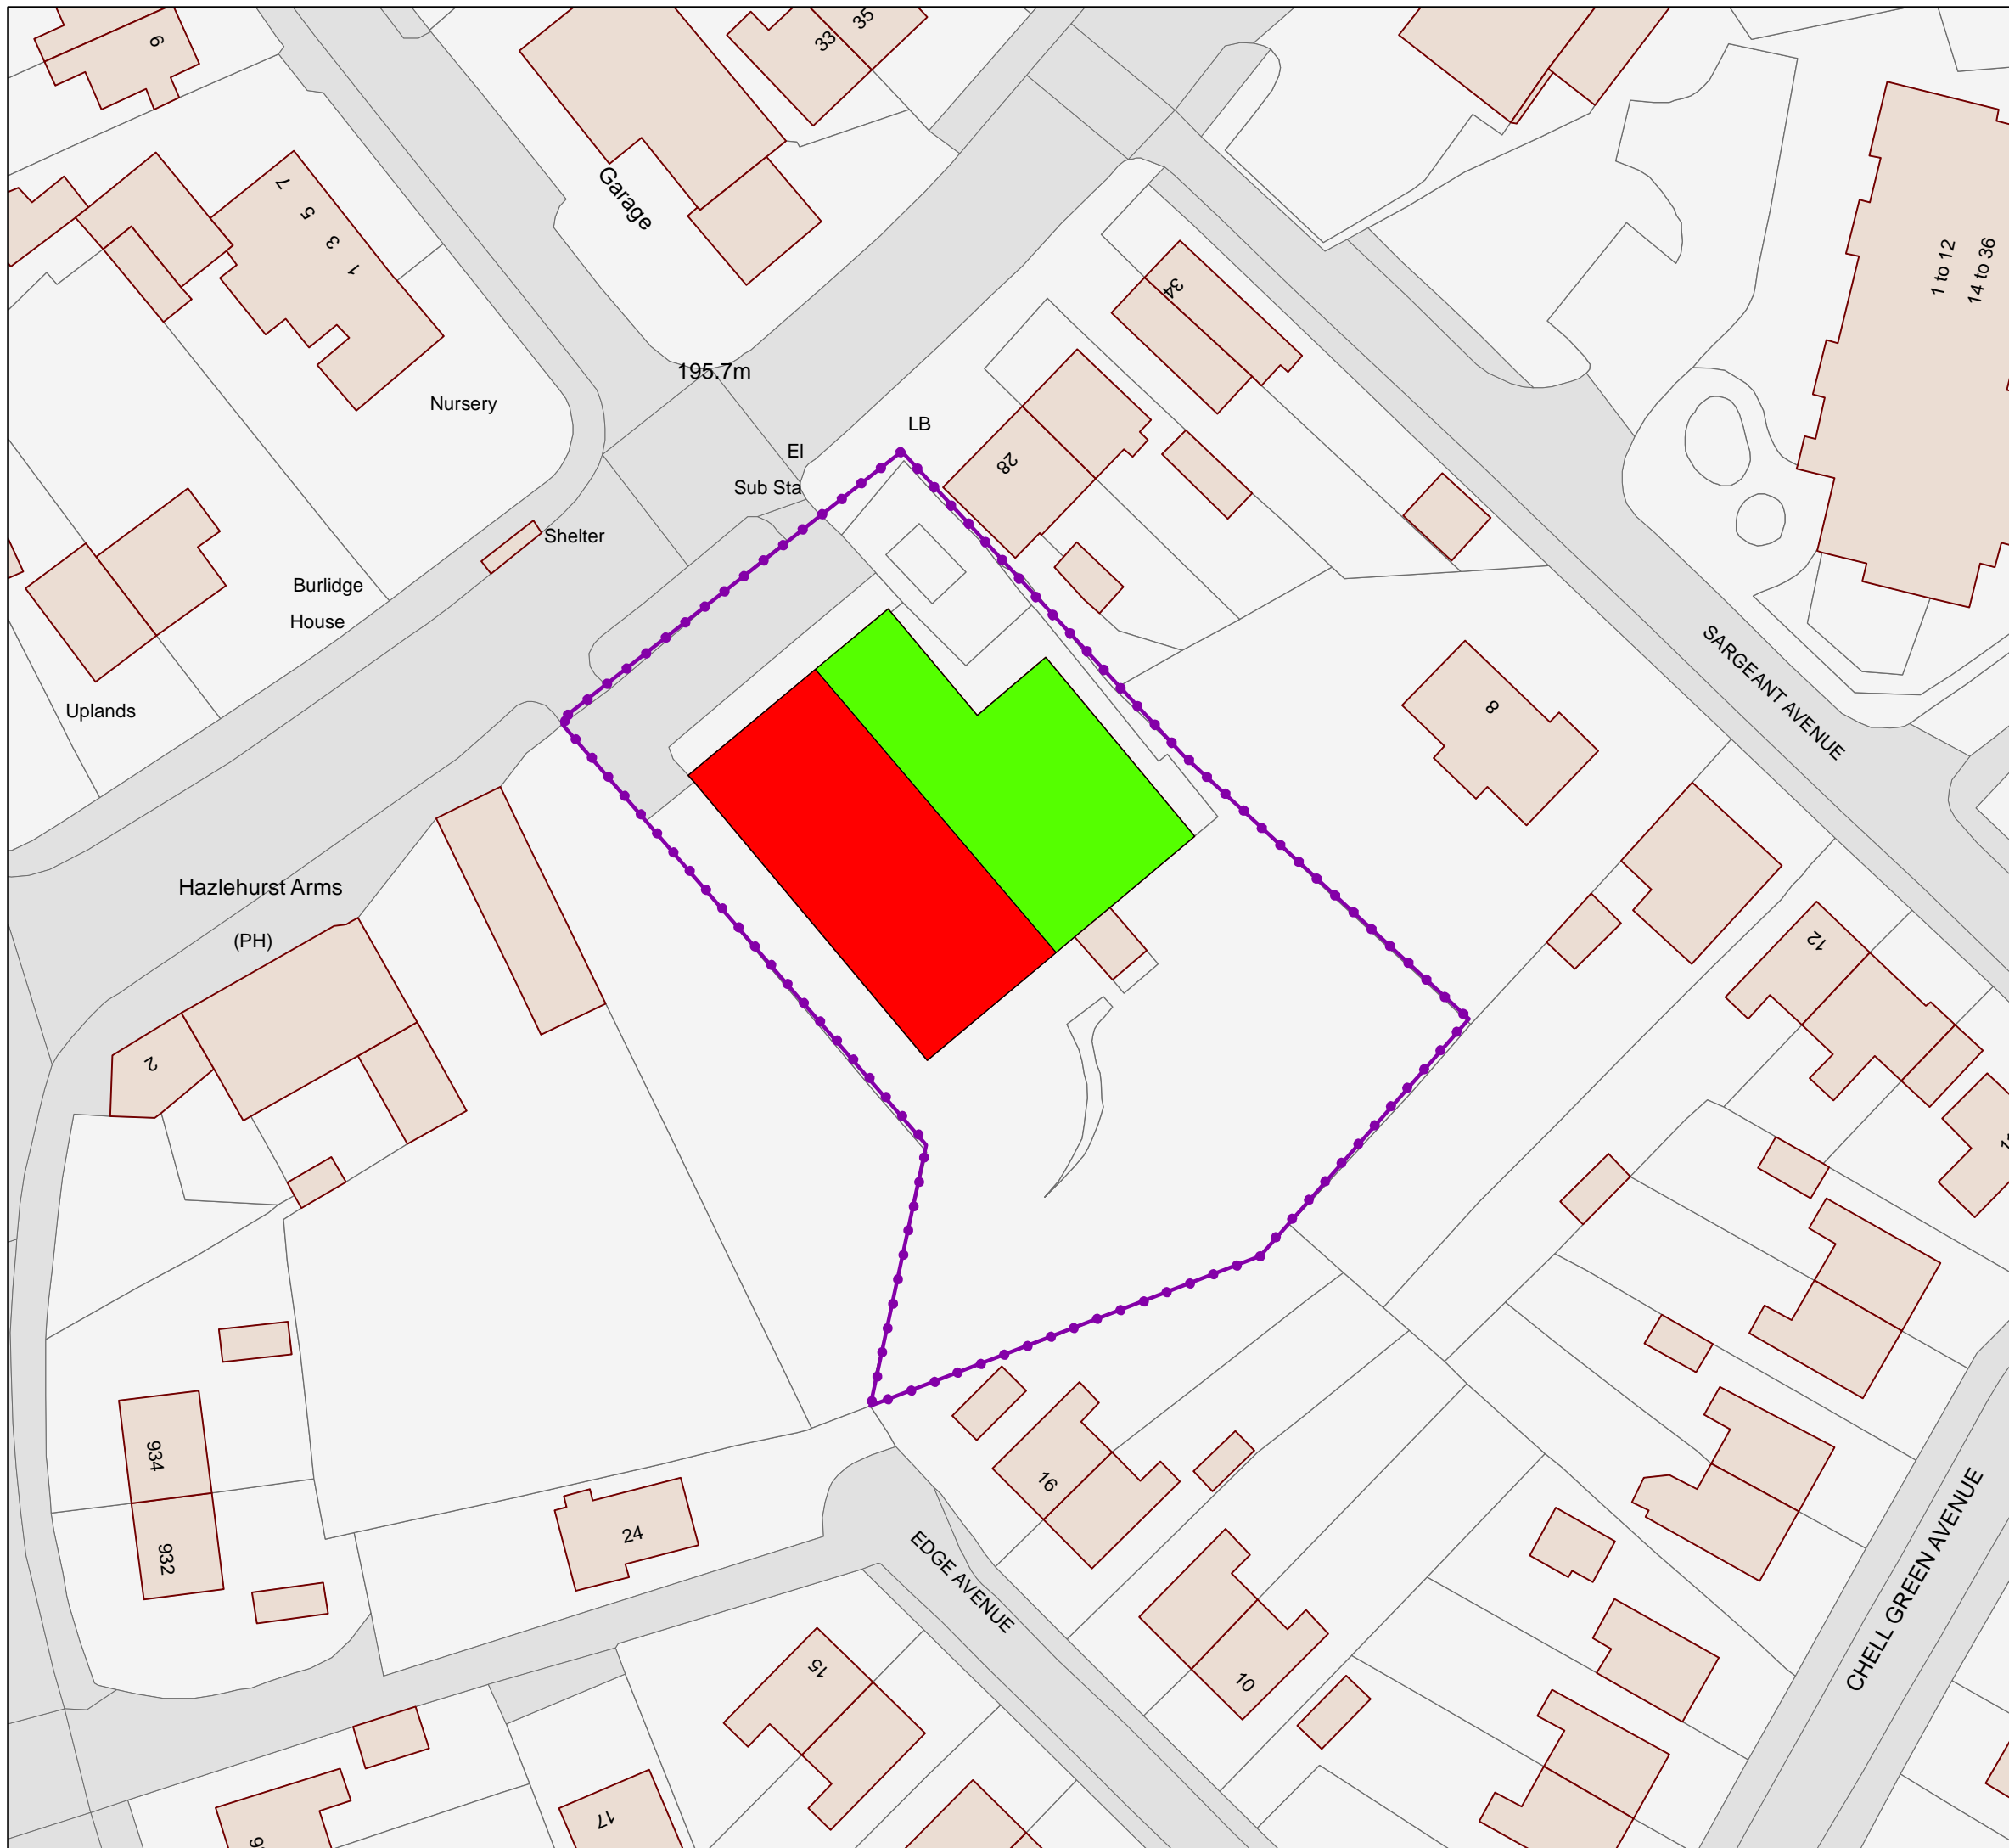 9
33
35
7
5
3
1
Garage
34
1 to 12
14 to 36
195.7m
Nursery
LB
El
Sub Sta
28
Shelter
Burlidge
House
Uplands
8
SARGEANT AVENUE
Hazlehurst Arms
(PH)
12
2
934
932
24
16
EDGE AVENUE
CHELL GREEN AVENUE
15
10
17